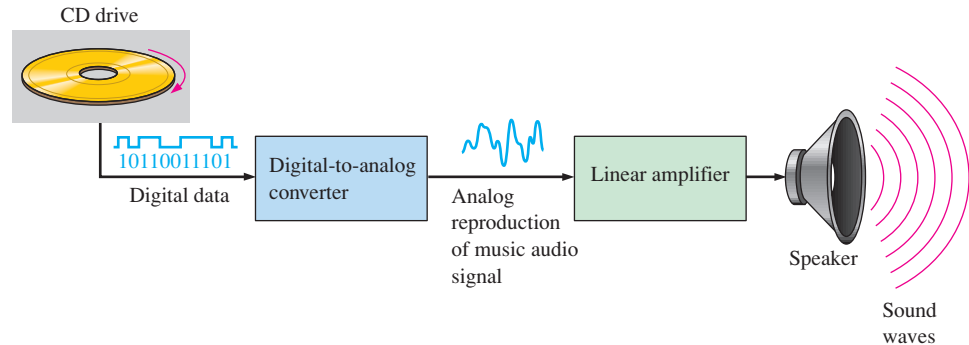 CD drive
10110011101
Digital data
Digital-to-analog
converter
Analog
reproduction
of music audio
signal
Linear amplifier
Speaker
Sound
waves